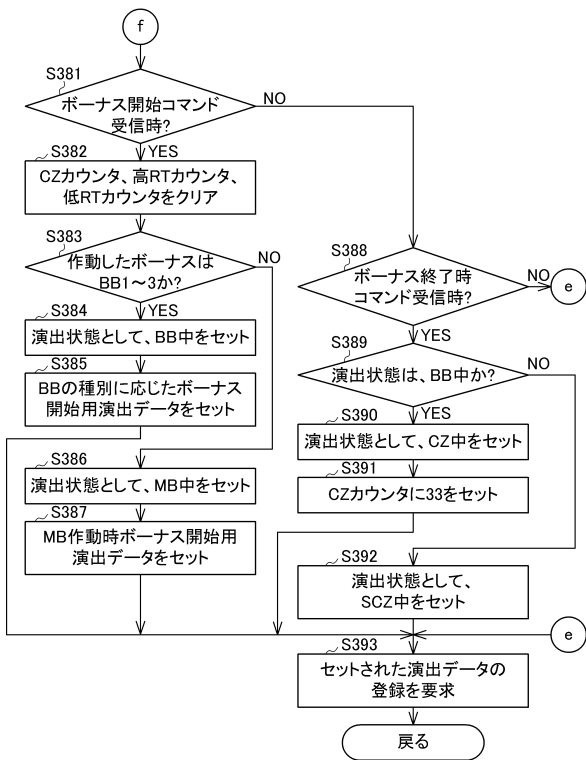 f
S381
ボーナス開始コマンド
受信時?
NO
YES
S382
CZカウンタ、高RTカウンタ、
低RTカウンタをクリア
S383
作動したボーナスは
BB1～3か?
NO
YES
S384
演出状態として、BB中をセット
S385
BBの種別に応じたボーナス
開始用演出データをセット
S386
演出状態として、MB中をセット
S387
MB作動時ボーナス開始用
演出データをセット
S388
ボーナス終了時
コマンド受信時?
NO
e
YES
S389
演出状態は、BB中か?
NO
YES
S390
演出状態として、CZ中をセット
S391
CZカウンタに33をセット
S392
演出状態として、
SCZ中をセット
e
S393
セットされた演出データの
登録を要求
戻る